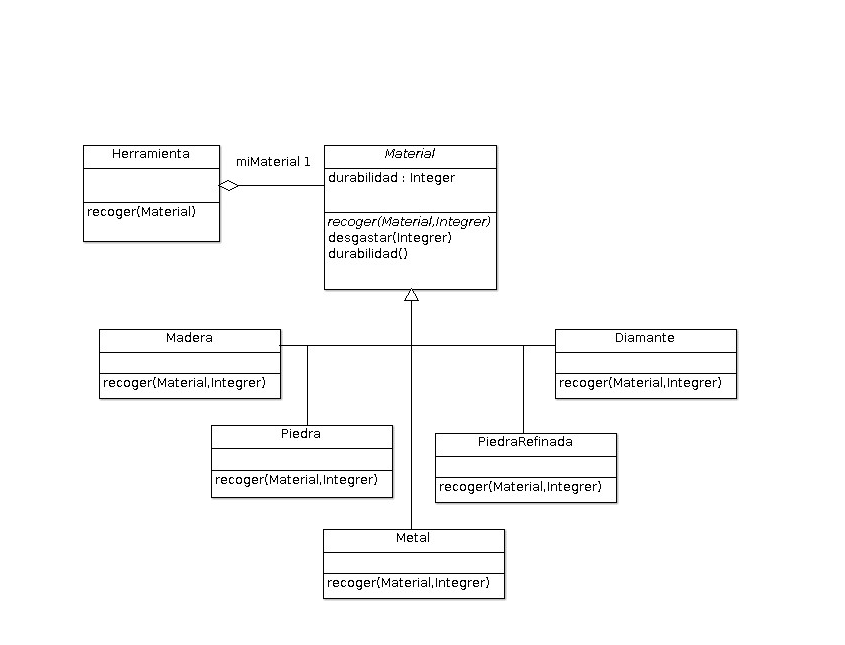 Herramienta
recoger(Material)
miMaterial 1
Material
durabilidad : Integer
recoger(Material,Integrer)
desgastar(Integrer)
durabilidad()
Madera
recoger(Material,Integrer)
Diamante
recoger(Material,Integrer)
Piedra
recoger(Material,Integrer)
PiedraRefinada
recoger(Material,Integrer)
Metal
recoger(Material,Integrer)